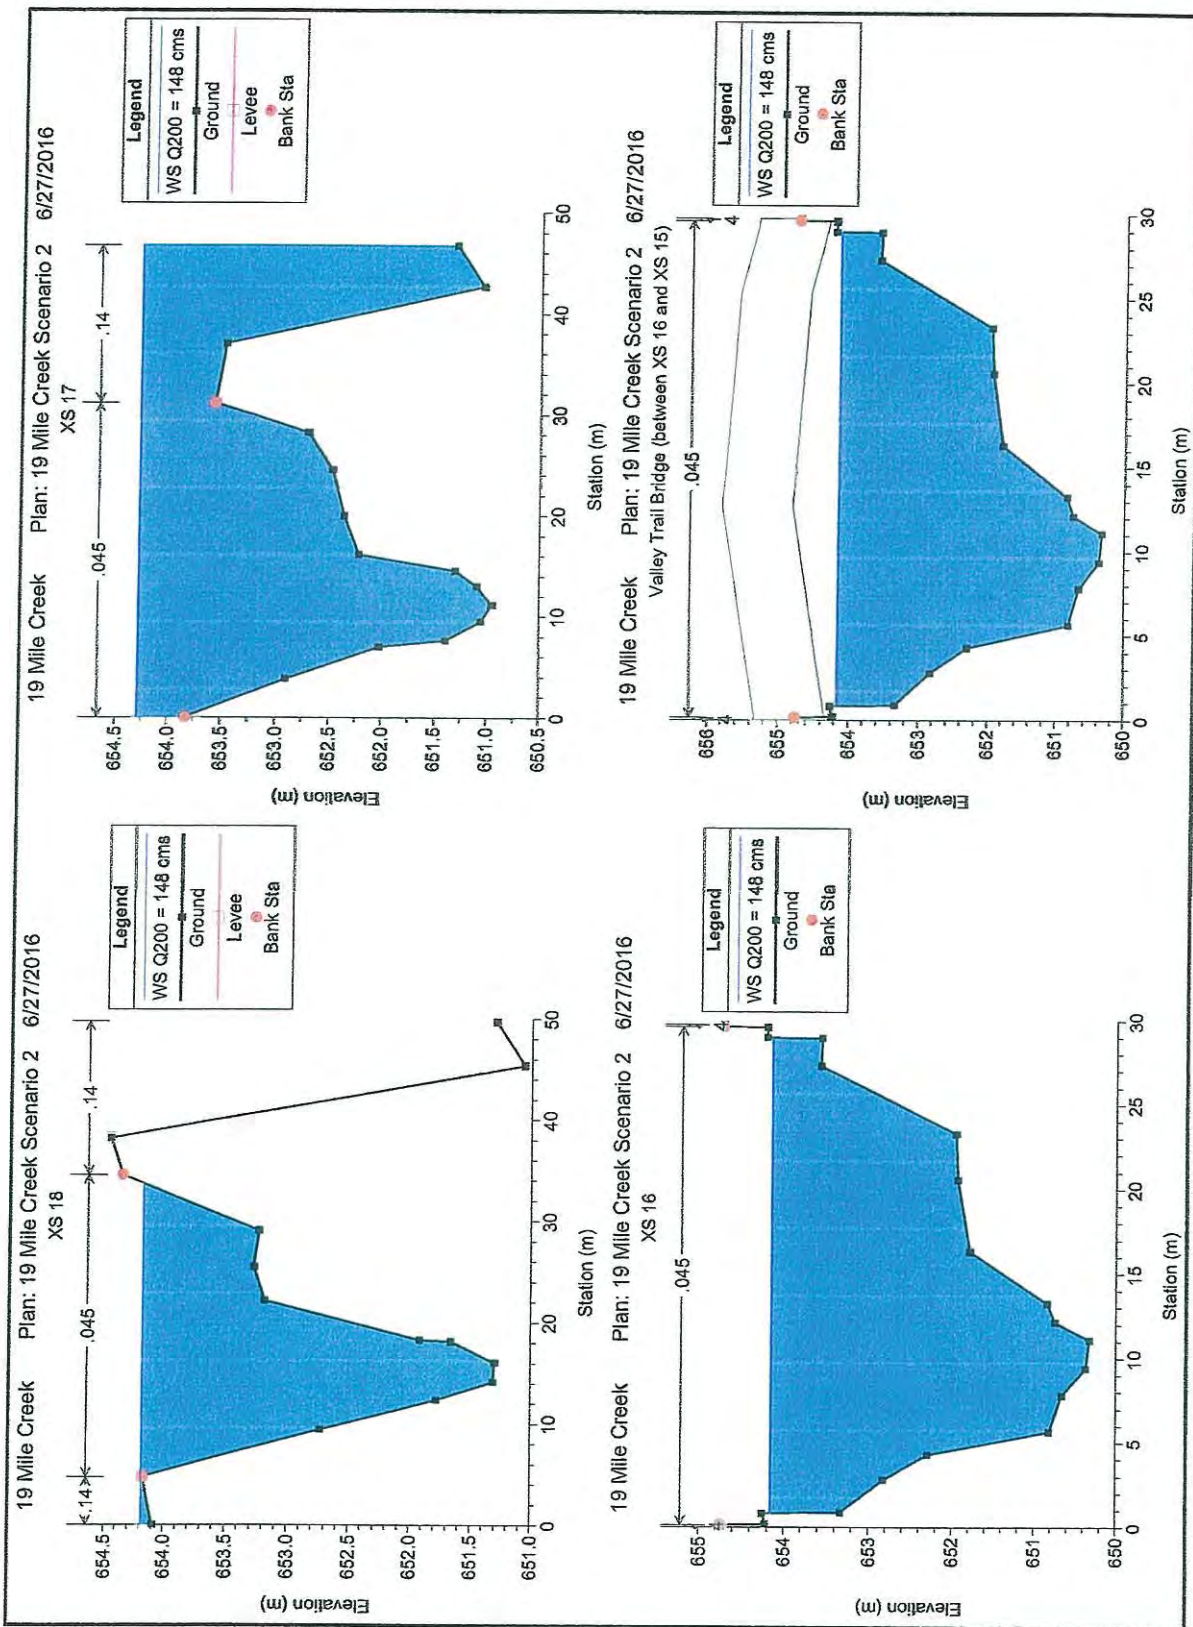 19 Mile Creek Plan: 19 Mile Creek Scenario 2 6/27/2016
XS 18
.14
.045
.14
Legend
WS Q200 = 148 cms
Ground
Levee
Bank Sta
Elevation (m)
654.5
654.0
653.5
653.0
652.5
652.0
651.5
651.0
0
10
20
30
40
50
Station (m)
19 Mile Creek Plan: 19 Mile Creek Scenario 2 6/27/2016
XS 17
.045
.14
Legend
WS Q200 = 148 cms
Ground
Levee
Bank Sta
Elevation (m)
654.5
654.0
653.5
653.0
652.5
652.0
651.5
651.0
650.5
0
10
20
30
40
50
Station (m)
19 Mile Creek Plan: 19 Mile Creek Scenario 2 6/27/2016
XS 16
.045
4
Legend
WS Q200 = 148 cms
Ground
Bank Sta
Elevation (m)
655
654
653
652
651
650
0
5
10
15
20
25
30
Station (m)
19 Mile Creek Plan: 19 Mile Creek Scenario 2 6/27/2016
Valley Trail Bridge (between XS 16 and XS 15)
.045
4
Legend
WS Q200 = 148 cms
Ground
Bank Sta
Elevation (m)
656
655
654
653
652
651
650
0
5
10
15
20
25
30
Station (m)